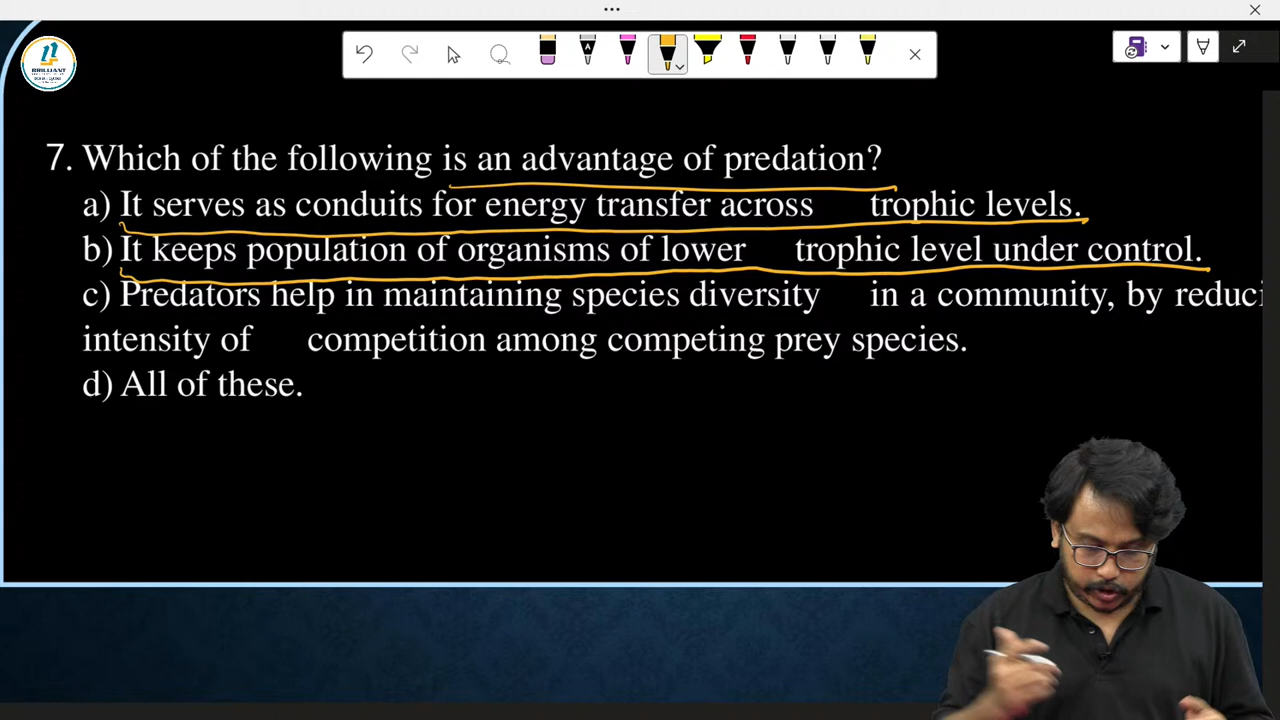 BRILLIANT
7. Which of the following is an advantage of predation?
a) It serves as conduits for energy transfer across trophic levels.
b) It keeps population of organisms of lower trophic level under control.
c) Predators help in maintaining species diversity in a community, by reduci
intensity of competition among competing prey species.
d) All of these.